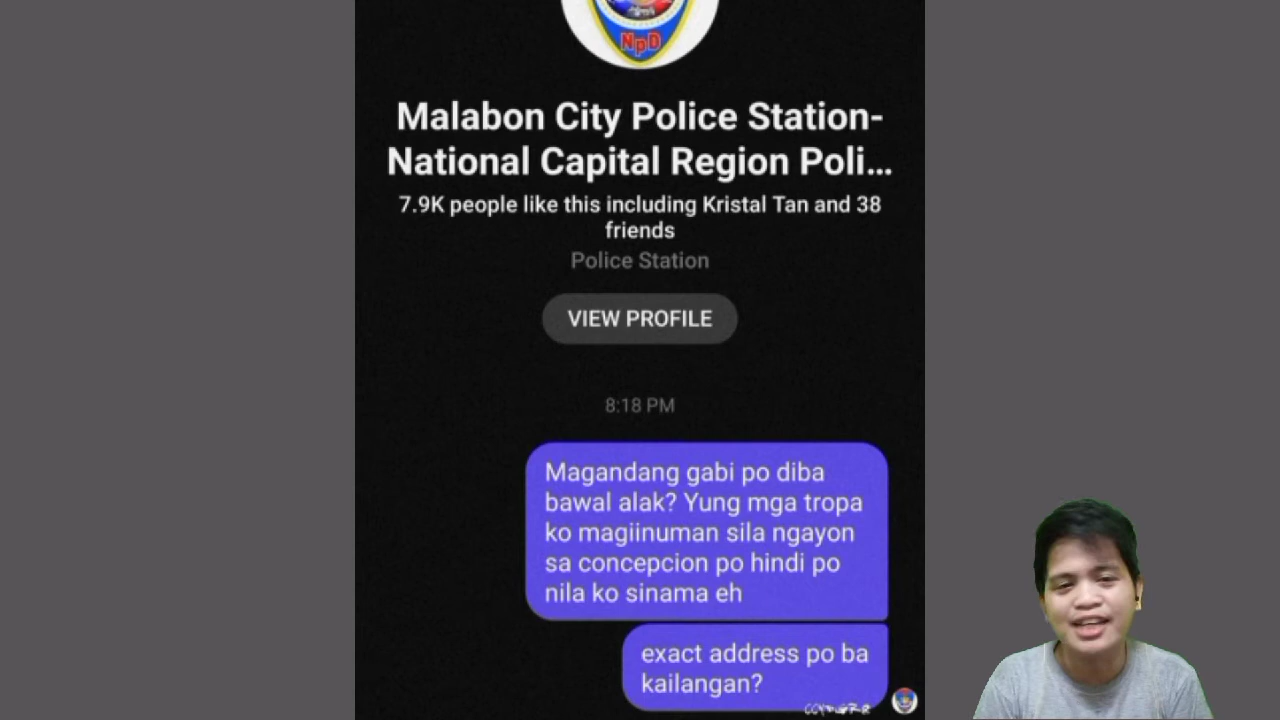 NpD
Malabon City Police Station-
National Capital Region Poli...
7.9K people like this including Kristal Tan and 38
friends
Police Station
VIEW PROFILE
8:18 PM
Magandang gabi po diba
bawal alak? Yung mga tropa
ko magiinuman sila ngayon
sa concepcion po hindi po
nila ko sinama eh
exact address po ba
kailangan?